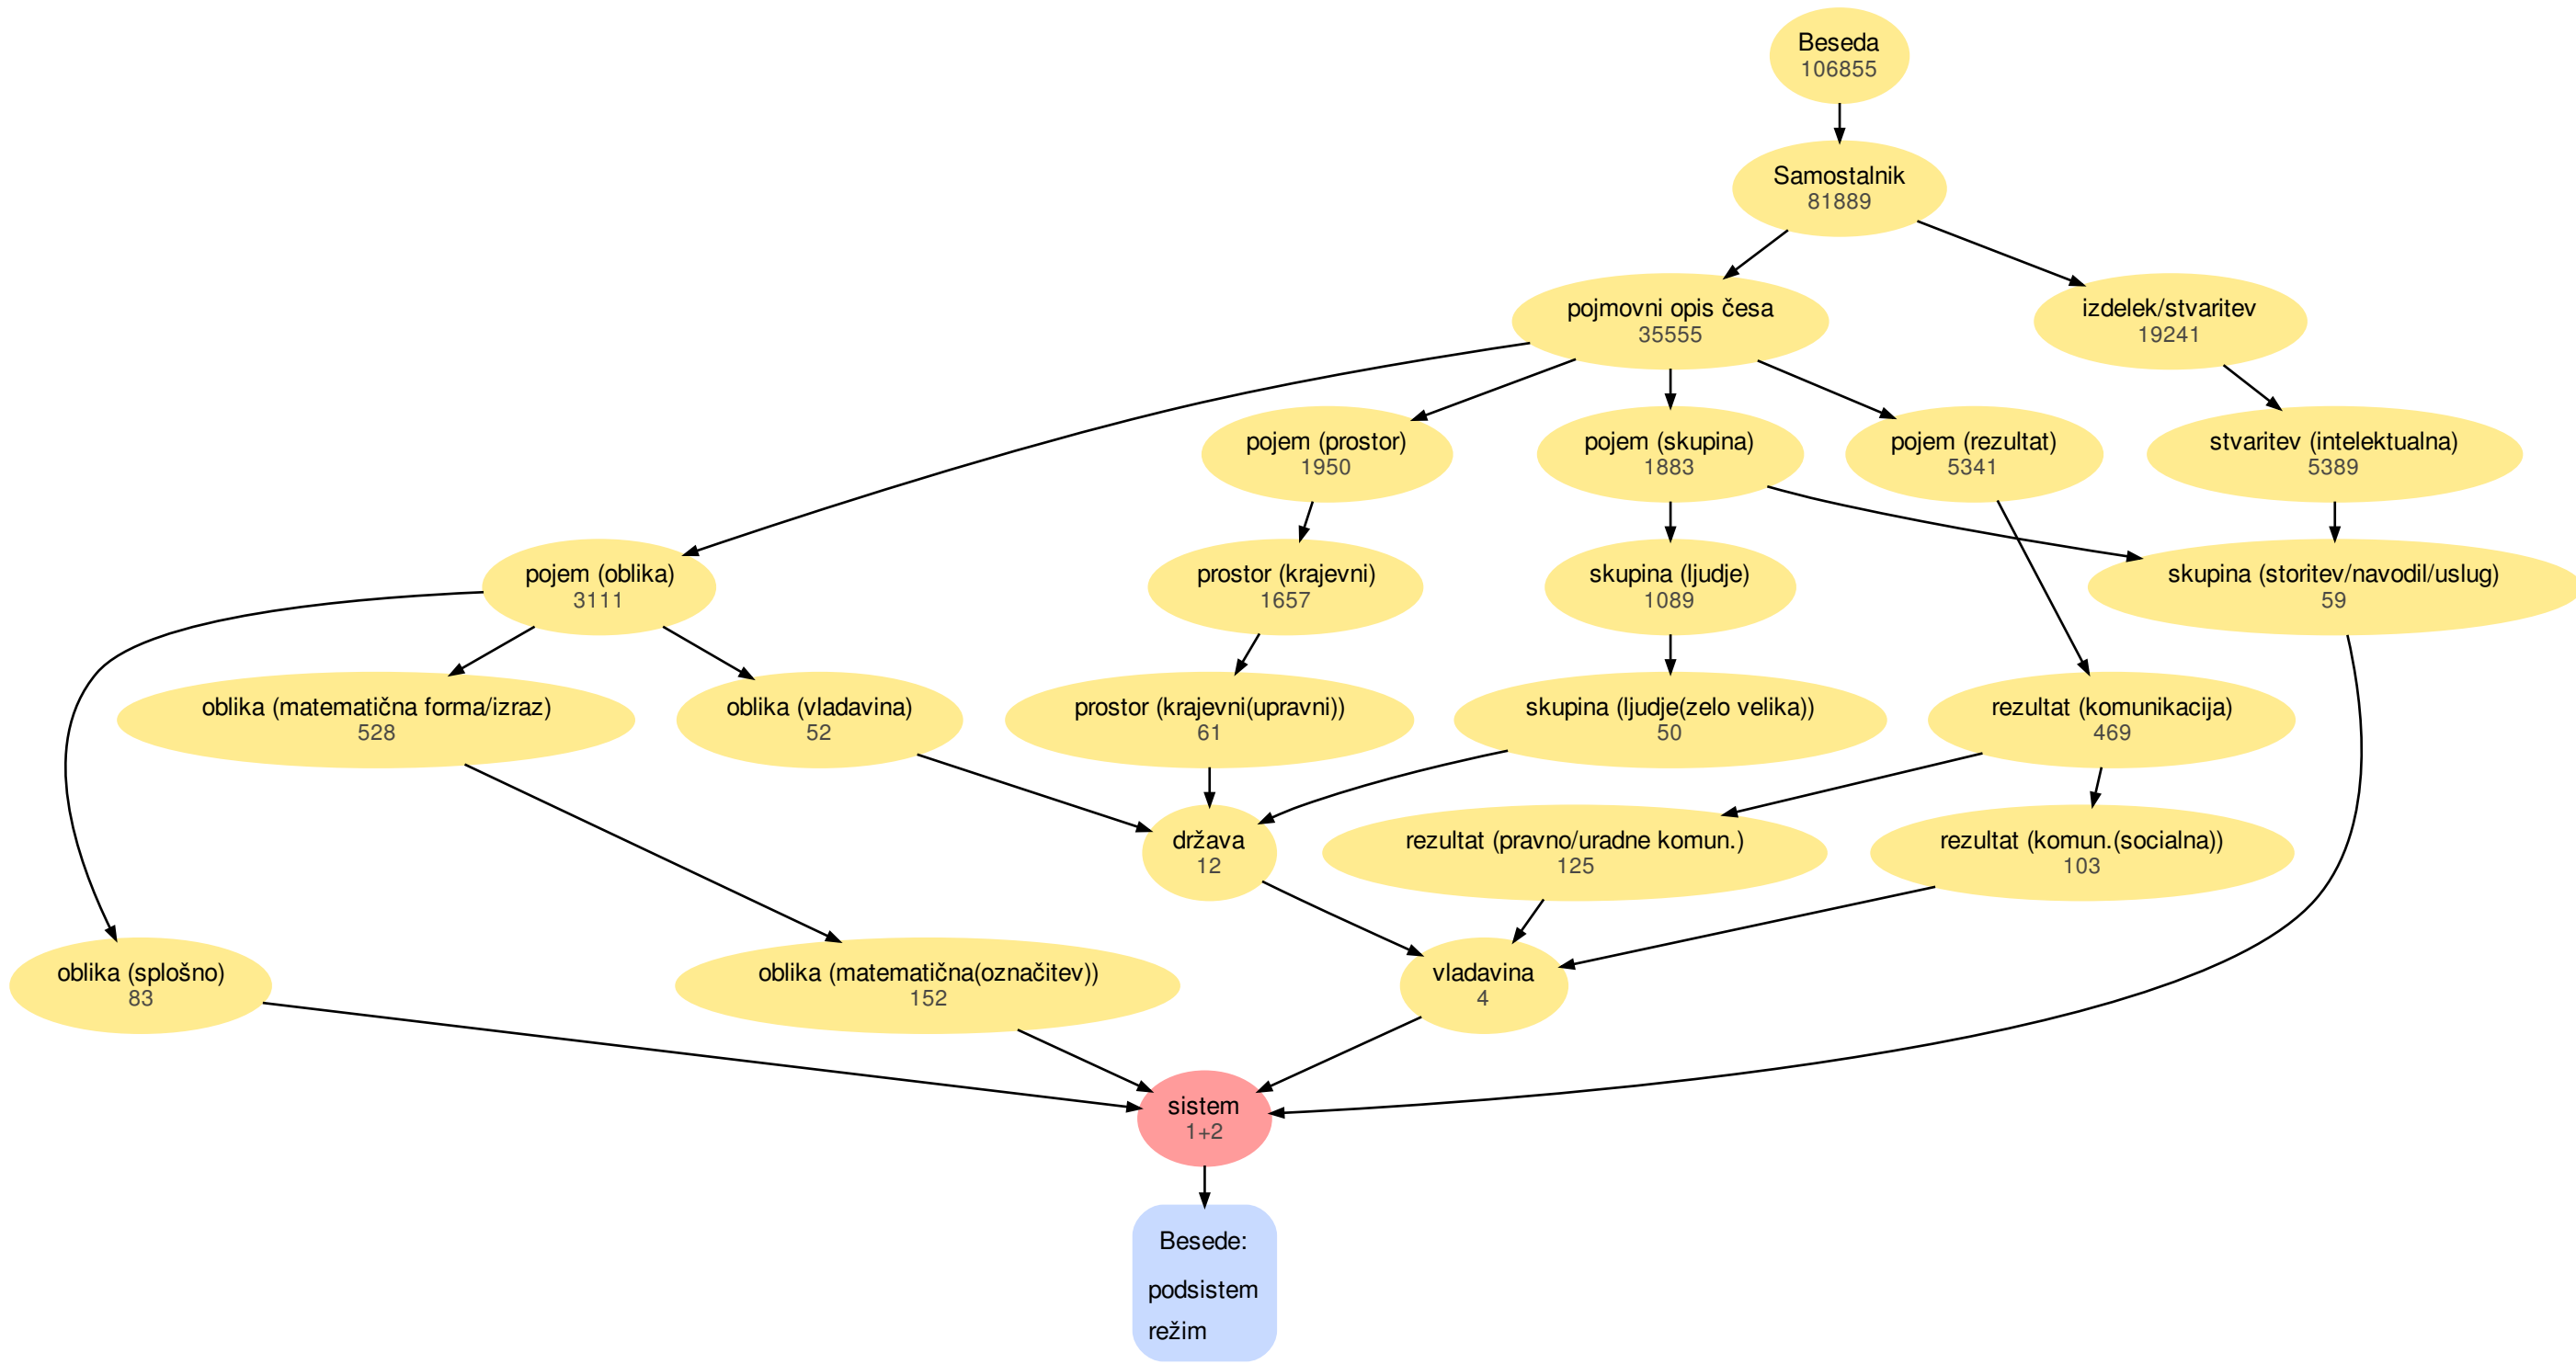 Beseda
106855
Samostalnik
81889
pojmovni opis česa
35555
izdelek/stvaritev
19241
pojem (prostor)
1950
pojem (skupina)
1883
pojem (rezultat)
5341
stvaritev (intelektualna)
5389
pojem (oblika)
3111
prostor (krajevni)
1657
skupina (ljudje)
1089
skupina (storitev/navodil/uslug)
59
oblika (matematična forma/izraz)
528
oblika (vladavina)
52
prostor (krajevni(upravni))
61
skupina (ljudje(zelo velika))
50
rezultat (komunikacija)
469
država
12
rezultat (pravno/uradne komun.)
125
rezultat (komun.(socialna))
103
oblika (splošno)
83
oblika (matematična(označitev))
152
vladavina
4
sistem
1+2
Besede:
podsistem
režim